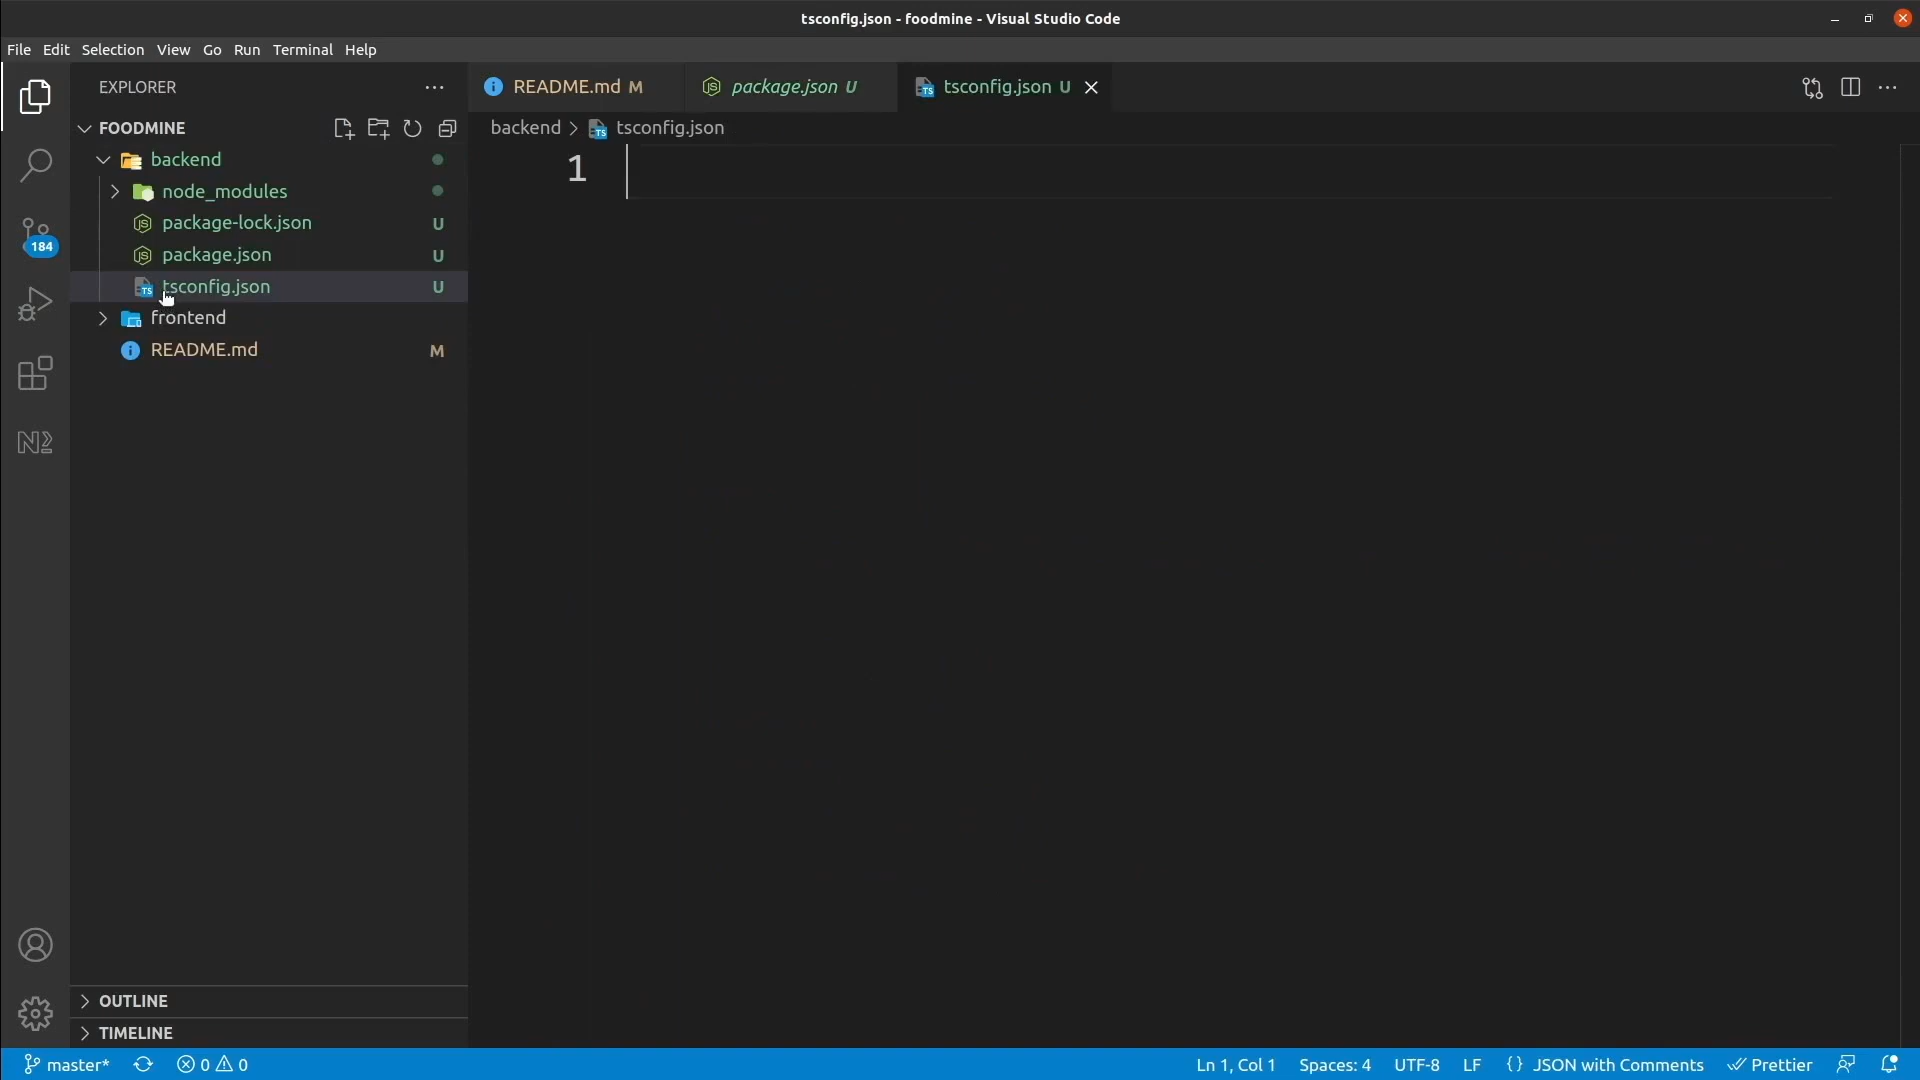 tsconfig.json - foodmine - Visual Studio Code
File Edit Selection View Go Run Terminal Help
EXPLORER
README.md M
package.json U
tsconfig.json U
FOODMINE
backend > tsconfig.json
backend
1
node_modules
package-lock.json U
184
package.json U
tsconfig.json U
frontend
README.md M
OUTLINE
TIMELINE
master* 0 0 Ln 1, Col 1 Spaces: 4 UTF-8 LF {} JSON with Comments Prettier